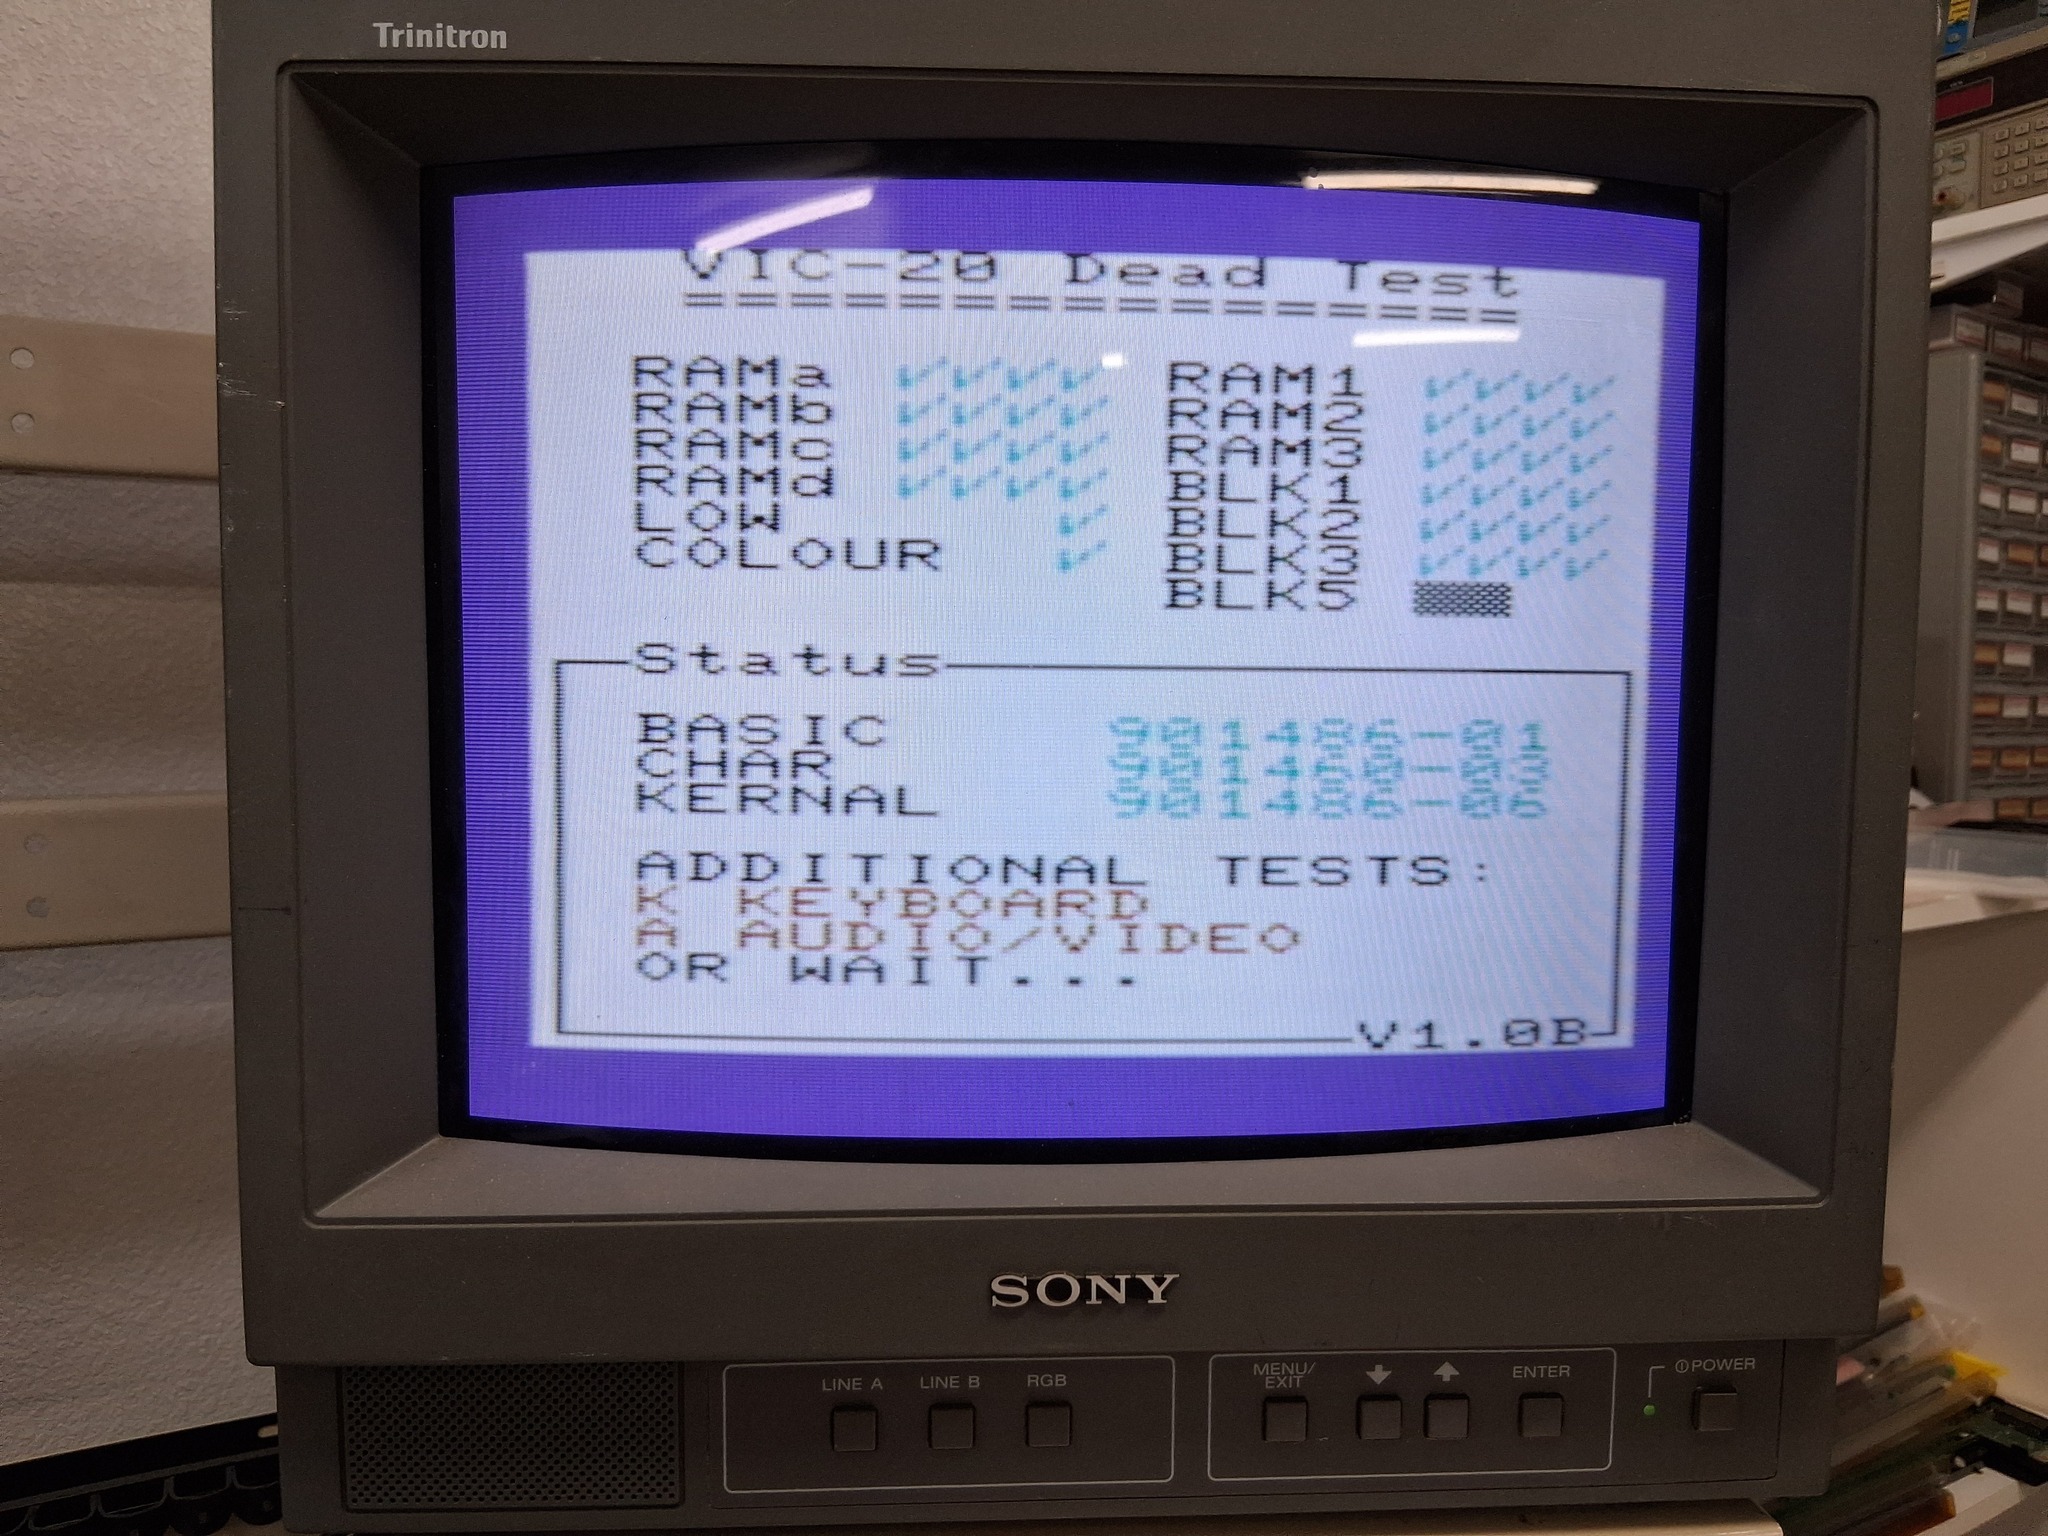 Trinitron
VIC-20 Dead Test
================
RAMa ✓✓✓✓ RAM1 ✓✓✓✓
RAMb ✓✓✓✓ RAM2 ✓✓✓✓
RAMc ✓✓✓✓ RAM3 ✓✓✓✓
RAMd ✓✓✓✓ BLK1 ✓✓✓✓
LOW ✓ BLK2 ✓✓✓✓
COLOUR ✓ BLK3 ✓✓✓✓
BLK5
Status
BASIC 901486-01
CHAR 901460-03
KERNAL 901486-06
ADDITIONAL TESTS:
K KEYBOARD
A AUDIO/VIDEO
OR WAIT...
V1.0B
SONY
LINE A LINE B RGB MENU/EXIT ENTER POWER